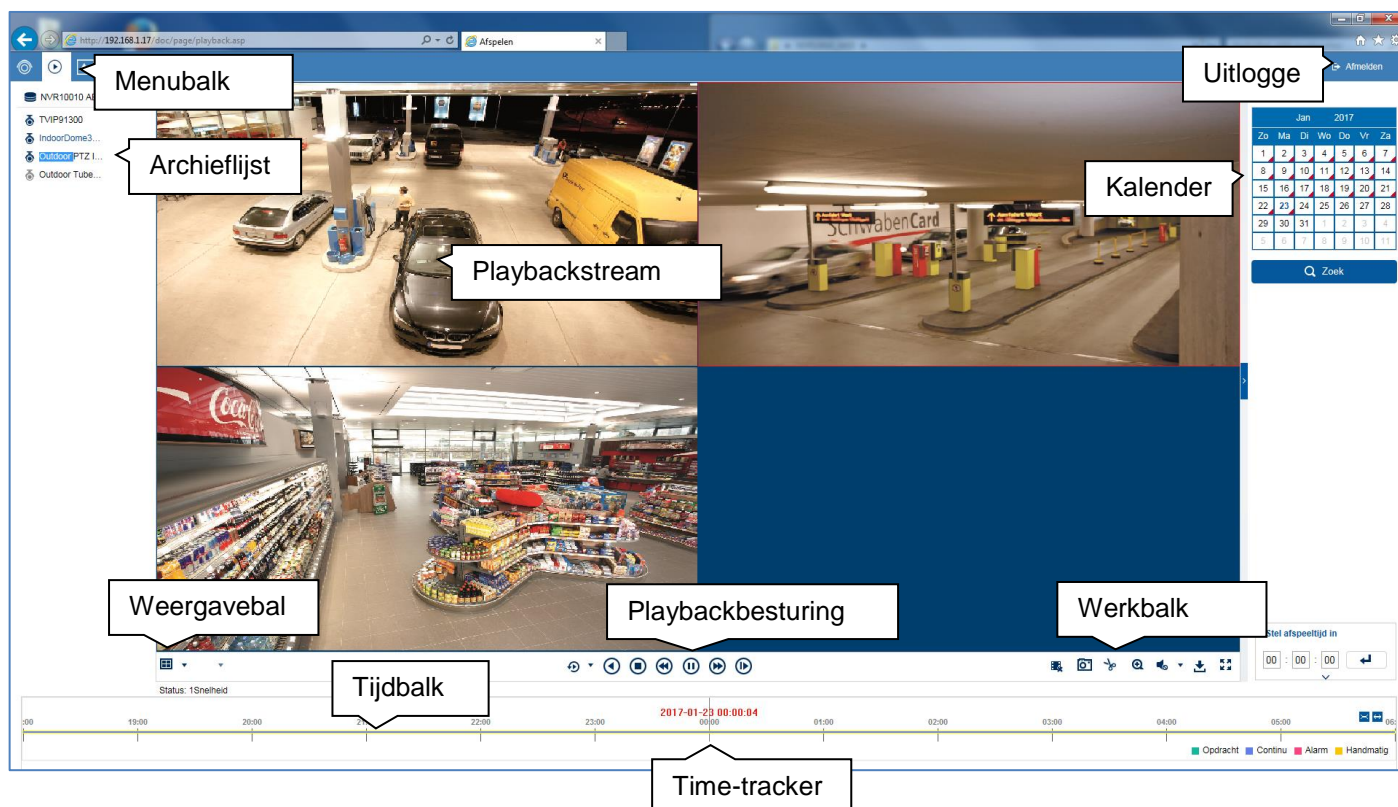 http://192.168.1.17/doc/page/playback.asp
Afspelen
Menubalk
Uitlogge
Afmelden
NVR10010
TVIP91300
IndoorDome3...
Outdoor PTZ I...
Outdoor Tube...
Archieflijst
Playbackstream
SchwabenCard
Kalender
Jan 2017
Zo Ma Di Wo Do Vr Za
1 2 3 4 5 6 7
8 9 10 11 12 13 14
15 16 17 18 19 20 21
22 23 24 25 26 27 28
29 30 31 1 2 3 4
5 6 7 8 9 10 11
Zoek
Coca-Cola
Weergavebal
Playbackbesturing
Werkbalk
Stel afspeeltijd in
00 : 00 : 00
Status: 1Snelheid
Tijdbalk
2017-01-23 00:00:04
:00 19:00 20:00 21 22:00 23:00 00:00 01:00 02:00 03:00 04:00 05:00 06:
Opdracht Continu Alarm Handmatig
Time-tracker